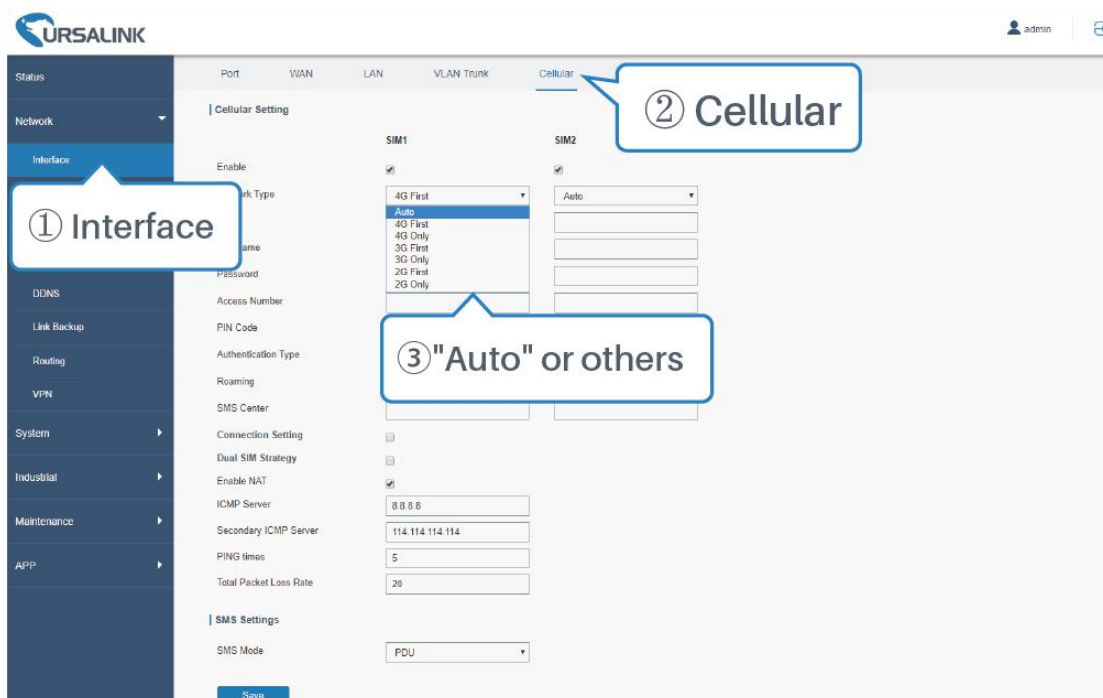 URSALINK
admin
Status
Port WAN LAN VLAN Trunk Cellular
② Cellular
Cellular Setting
Network
SIM1 SIM2
Interface
Enable
rk Type 4G First Auto
① Interface
Auto
4G First
4G Only
3G First
3G Only
2G First
2G Only
ame
Password
DDNS
Access Number
Link Backup
PIN Code
③"Auto" or others
Routing
Authentication Type
Roaming
VPN
SMS Center
System
Connection Setting
Dual SIM Strategy
Industrial
Enable NAT
ICMP Server 8.8.8.8
Maintenance
Secondary ICMP Server 114.114.114.114
PING times 5
APP
Total Packet Loss Rate 20
SMS Settings
SMS Mode PDU
Save